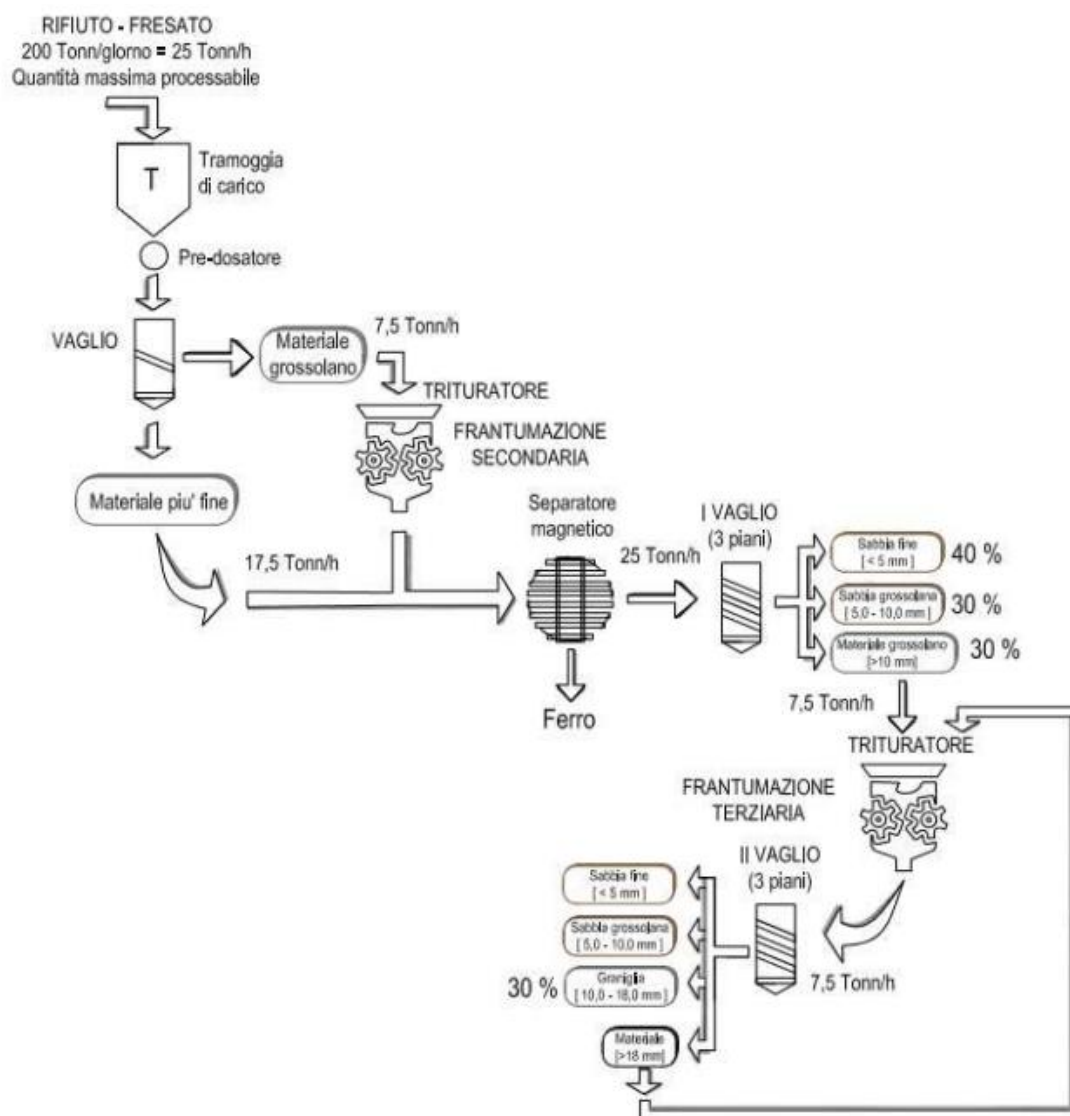 RIFIUTO - FRESATO
200 Tonn/giorno = 25 Tonn/h
Quantità massima processabile
T
Tramoggia
di carico
Pre-dosatore
VAGLIO
Materiale
grossolano
7,5 Tonn/h
TRITURATORE
FRANTUMAZIONE
SECONDARIA
Materiale piu' fine
17,5 Tonn/h
Separatore
magnetico
25 Tonn/h
Ferro
I VAGLIO
(3 piani)
Sabbia fine
[ < 5 mm ]
40 %
Sabbia grossolana
[ 5,0 - 10,0 mm ]
30 %
Materiale grossolano
[>10 mm]
30 %
7,5 Tonn/h
TRITURATORE
FRANTUMAZIONE
TERZIARIA
II VAGLIO
(3 piani)
7,5 Tonn/h
Sabbia fine
[ < 5 mm ]
Sabbia grossolana
[ 5,0 - 10,0 mm ]
30 %
Graniglia
[ 10,0 - 18,0 mm ]
Materiale
[>18 mm]